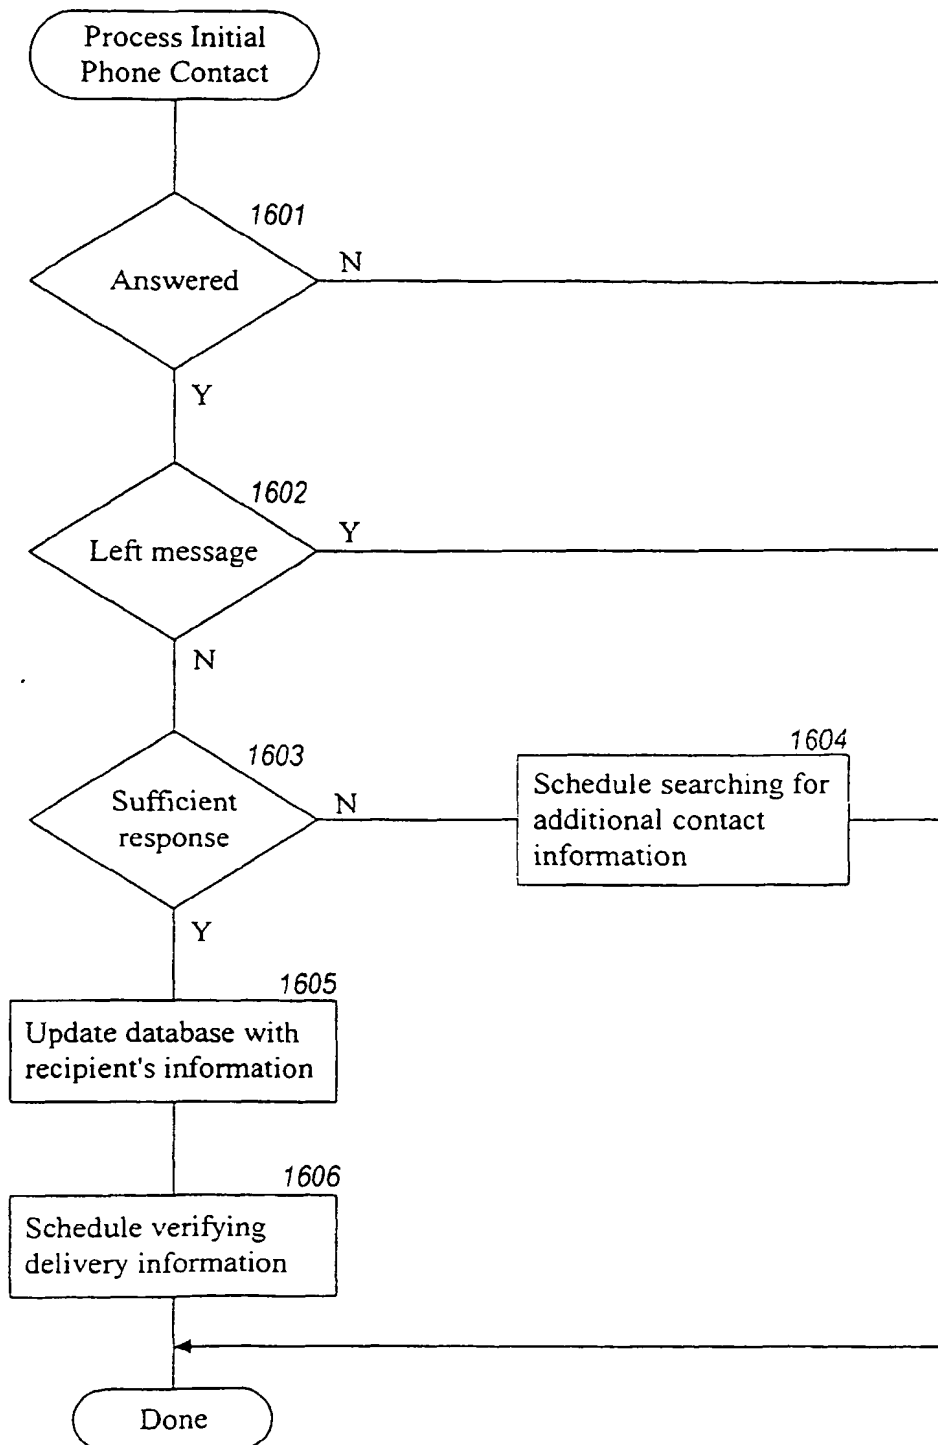 Process Initial
Phone Contact
1601
Answered
N
Y
1602
Left message
Y
N
1603
Sufficient
response
N
1604
Schedule searching for
additional contact
information
Y
1605
Update database with
recipient's information
1606
Schedule verifying
delivery information
Done